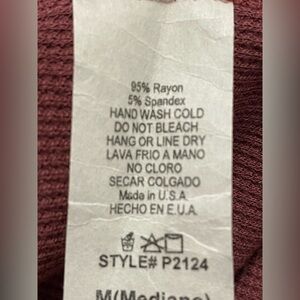 95% Rayon
5% Spandex
HAND WASH COLD
DO NOT BLEACH
HANG OR LINE DRY
LAVA FRIO A MANO
NO CLORO
SECAR COLGADO
Made in U.S.A.
HECHO EN E.U.A.
STYLE# P2124
M(Mediano)